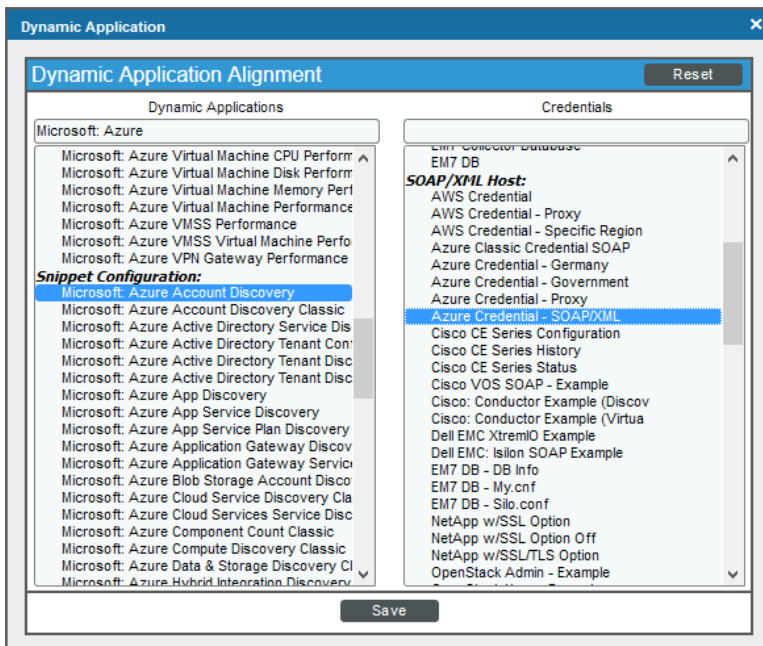 Dynamic Application
Dynamic Application Alignment
Reset
Dynamic Applications
Microsoft: Azure
Microsoft: Azure Virtual Machine CPU Perform
Microsoft: Azure Virtual Machine Disk Perform
Microsoft: Azure Virtual Machine Memory Perf
Microsoft: Azure Virtual Machine Performance
Microsoft: Azure VMSS Performance
Microsoft: Azure VMSS Virtual Machine Perfo
Microsoft: Azure VPN Gateway Performance
Snippet Configuration:
Microsoft: Azure Account Discovery
Microsoft: Azure Account Discovery Classic
Microsoft: Azure Active Directory Service Dis
Microsoft: Azure Active Directory Tenant Conf
Microsoft: Azure Active Directory Tenant Disc
Microsoft: Azure Active Directory Tenant Disc
Microsoft: Azure App Discovery
Microsoft: Azure App Service Discovery
Microsoft: Azure App Service Plan Discovery
Microsoft: Azure Application Gateway Discov
Microsoft: Azure Application Gateway Service
Microsoft: Azure Blob Storage Account Disco
Microsoft: Azure Cloud Service Discovery Cla
Microsoft: Azure Cloud Services Service Disc
Microsoft: Azure Component Count Classic
Microsoft: Azure Compute Discovery Classic
Microsoft: Azure Data & Storage Discovery Cl
Microsoft: Azure Hybrid Integration Discovery
Credentials
EM7 Collector Database
EM7 DB
SOAP/XML Host:
AWS Credential
AWS Credential - Proxy
AWS Credential - Specific Region
Azure Classic Credential SOAP
Azure Credential - Germany
Azure Credential - Government
Azure Credential - Proxy
Azure Credential - SOAP/XML
Cisco CE Series Configuration
Cisco CE Series History
Cisco CE Series Status
Cisco VOS SOAP - Example
Cisco: Conductor Example (Discov
Cisco: Conductor Example (Virtua
Dell EMC XtremIO Example
Dell EMC: Isilon SOAP Example
EM7 DB - DB Info
EM7 DB - My.cnf
EM7 DB - Silo.conf
NetApp w/SSL Option
NetApp w/SSL Option Off
NetApp w/SSL/TLS Option
OpenStack Admin - Example
Save